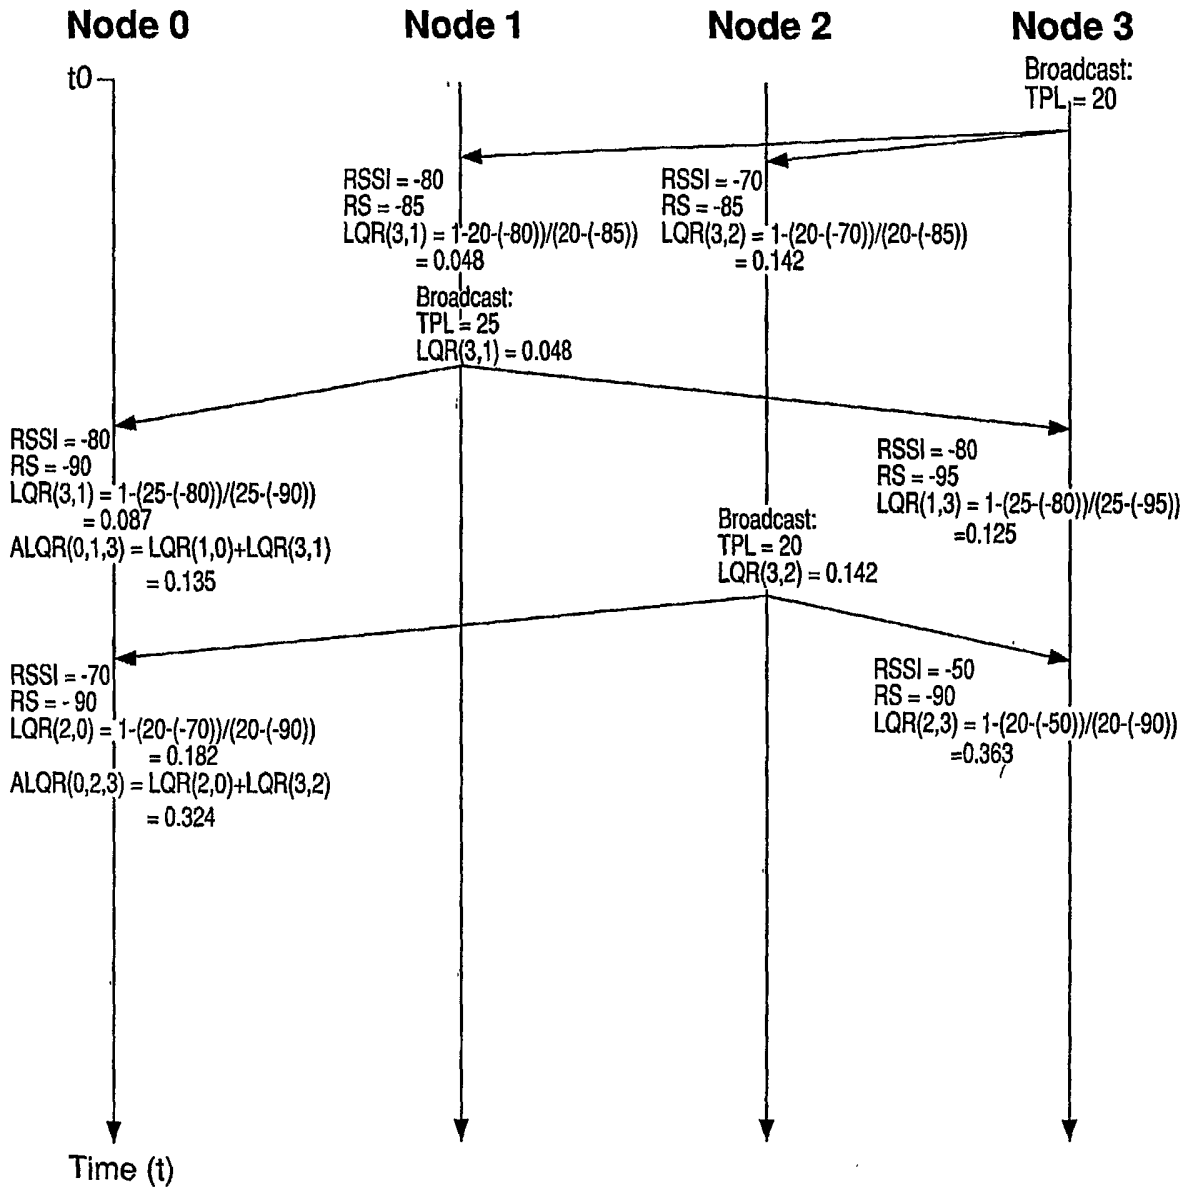 Node 0
Node 1
Node 2
Node 3
t0
Broadcast:
TPL = 20
RSSI = -80
RS = -85
LQR(3,1) = 1-20-(-80))/(20-(-85))
= 0.048
RSSI = -70
RS = -85
LQR(3,2) = 1-(20-(-70))/(20-(-85))
= 0.142
Broadcast:
TPL = 25
LQR(3,1) = 0.048
RSSI = -80
RS = -90
LQR(3,1) = 1-(25-(-80))/(25-(-90))
= 0.087
ALQR(0,1,3) = LQR(1,0)+LQR(3,1)
= 0.135
RSSI = -80
RS = -95
LQR(1,3) = 1-(25-(-80))/(25-(-95))
=0.125
Broadcast:
TPL = 20
LQR(3,2) = 0.142
RSSI = -70
RS = - 90
LQR(2,0) = 1-(20-(-70))/(20-(-90))
= 0.182
ALQR(0,2,3) = LQR(2,0)+LQR(3,2)
= 0.324
RSSI = -50
RS = -90
LQR(2,3) = 1-(20-(-50))/(20-(-90))
=0.363
Time (t)